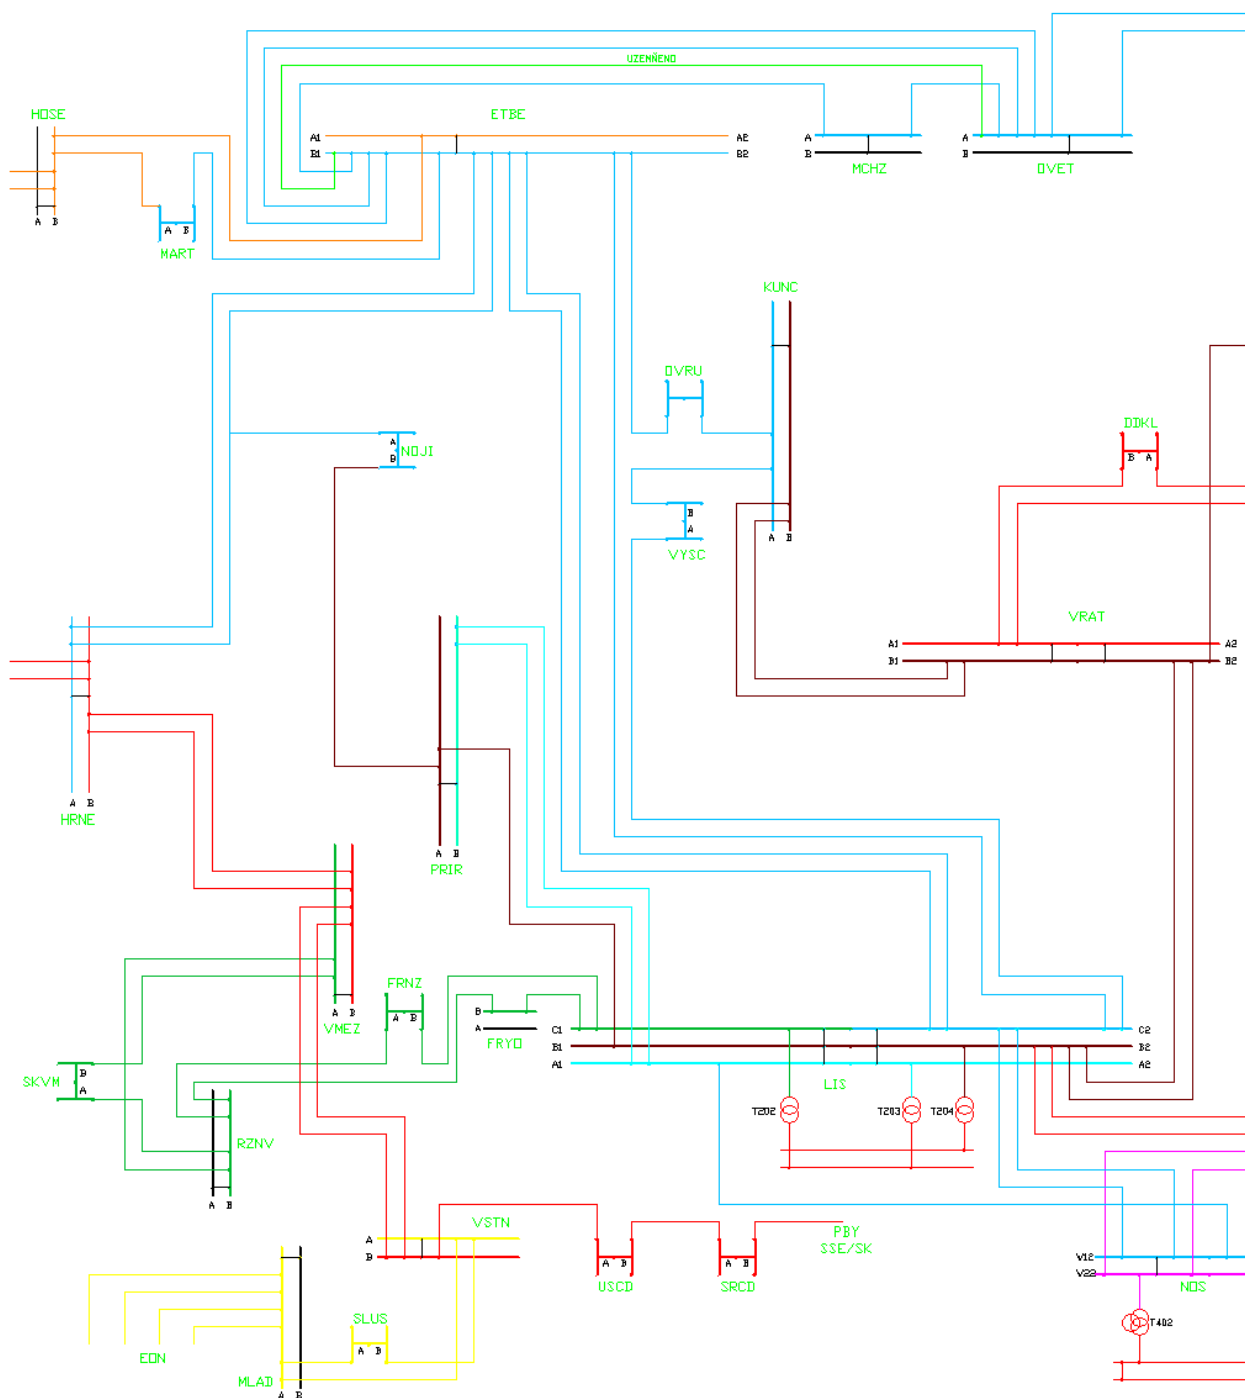 UZEMŇENO
HOSE
ETBE
A1
A2
B1
B2
A
B
MCHZ
A
B
OVET
A B
A B
MART
KUNC
OVRU
DDKL
B A
A
B
NOJI
B
A
VYSC
A B
VRAT
A1
A2
B1
B2
A B
HRNE
A B
PRIR
FRNZ
A B
B
A
FRYD
A B
VMEZ
C1
C2
B1
B2
A1
A2
LIS
SKVM
B
A
T202
T203
T204
RZNV
A B
VSTN
A
B
PBY
SSE/SK
A B
USCD
A B
SRCD
V12
V22
NOS
SLUS
A B
T402
EON
MLAD
A B